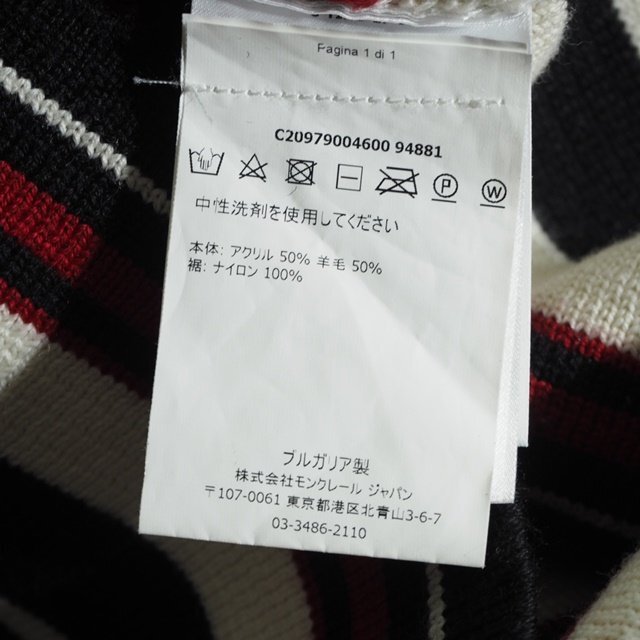 Pagina 1 di 1
C20979004600 94881
P W
中性洗剤を使用してください
本体: アクリル 50% 羊毛 50%
裾: ナイロン 100%
ブルガリア製
株式会社モンクレール ジャパン
〒107-0061 東京都港区北青山3-6-7
03-3486-2110